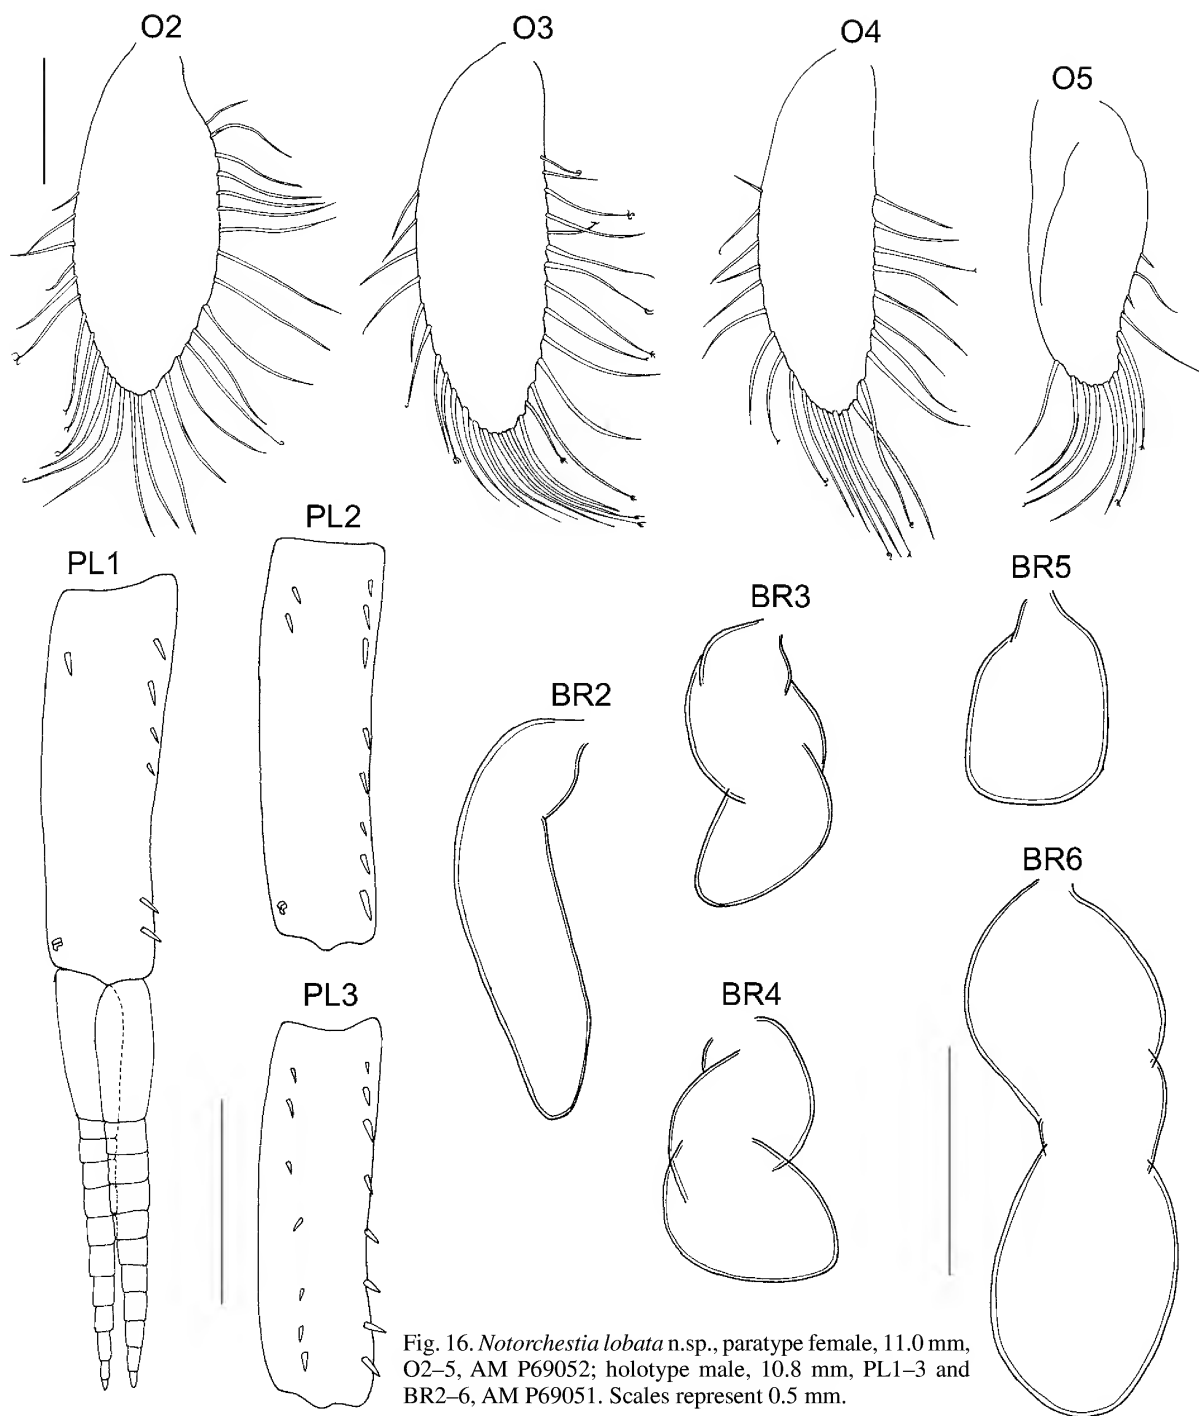 O2
O3
O4
O5
PL2
PL1
BR5
BR3
BR2
BR6
PL3
BR4
Fig. 16. Notorchestia lobata n.sp., paratype female, 11.0 mm,
O2–5, AM P69052; holotype male, 10.8 mm, PL1–3 and
BR2–6, AM P69051. Scales represent 0.5 mm.